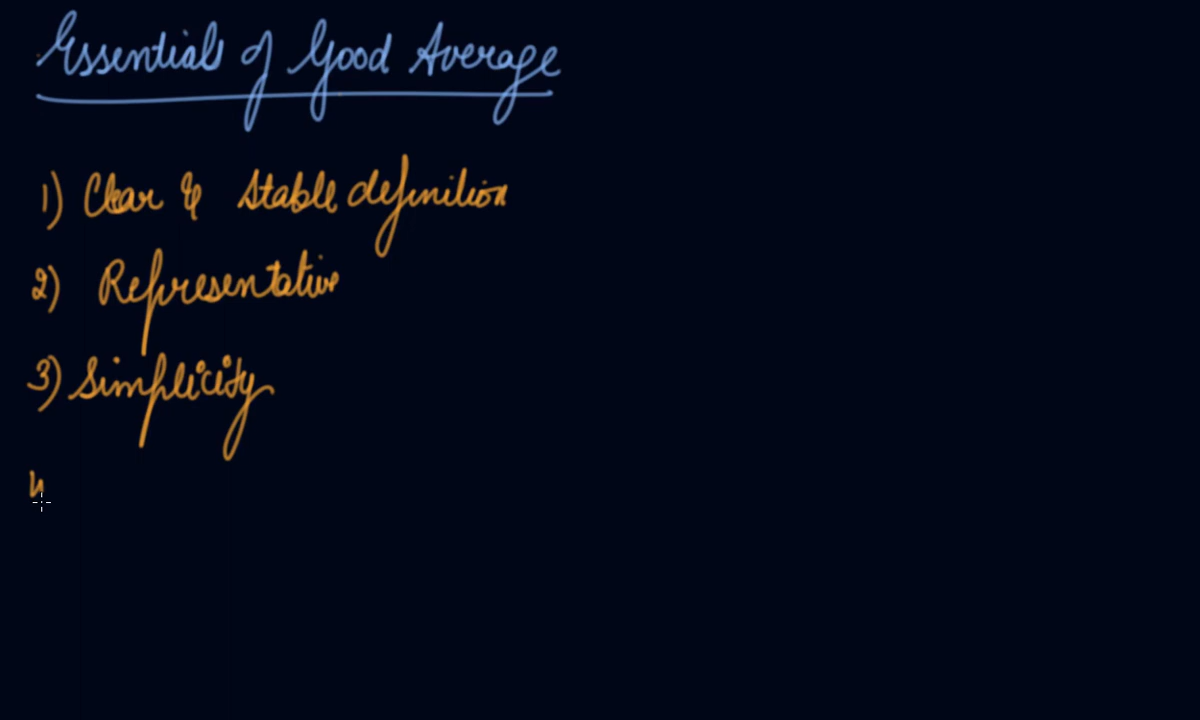 Essentials of Good Average
1) Clear & Stable definition
2) Representative
3) Simplicity
4